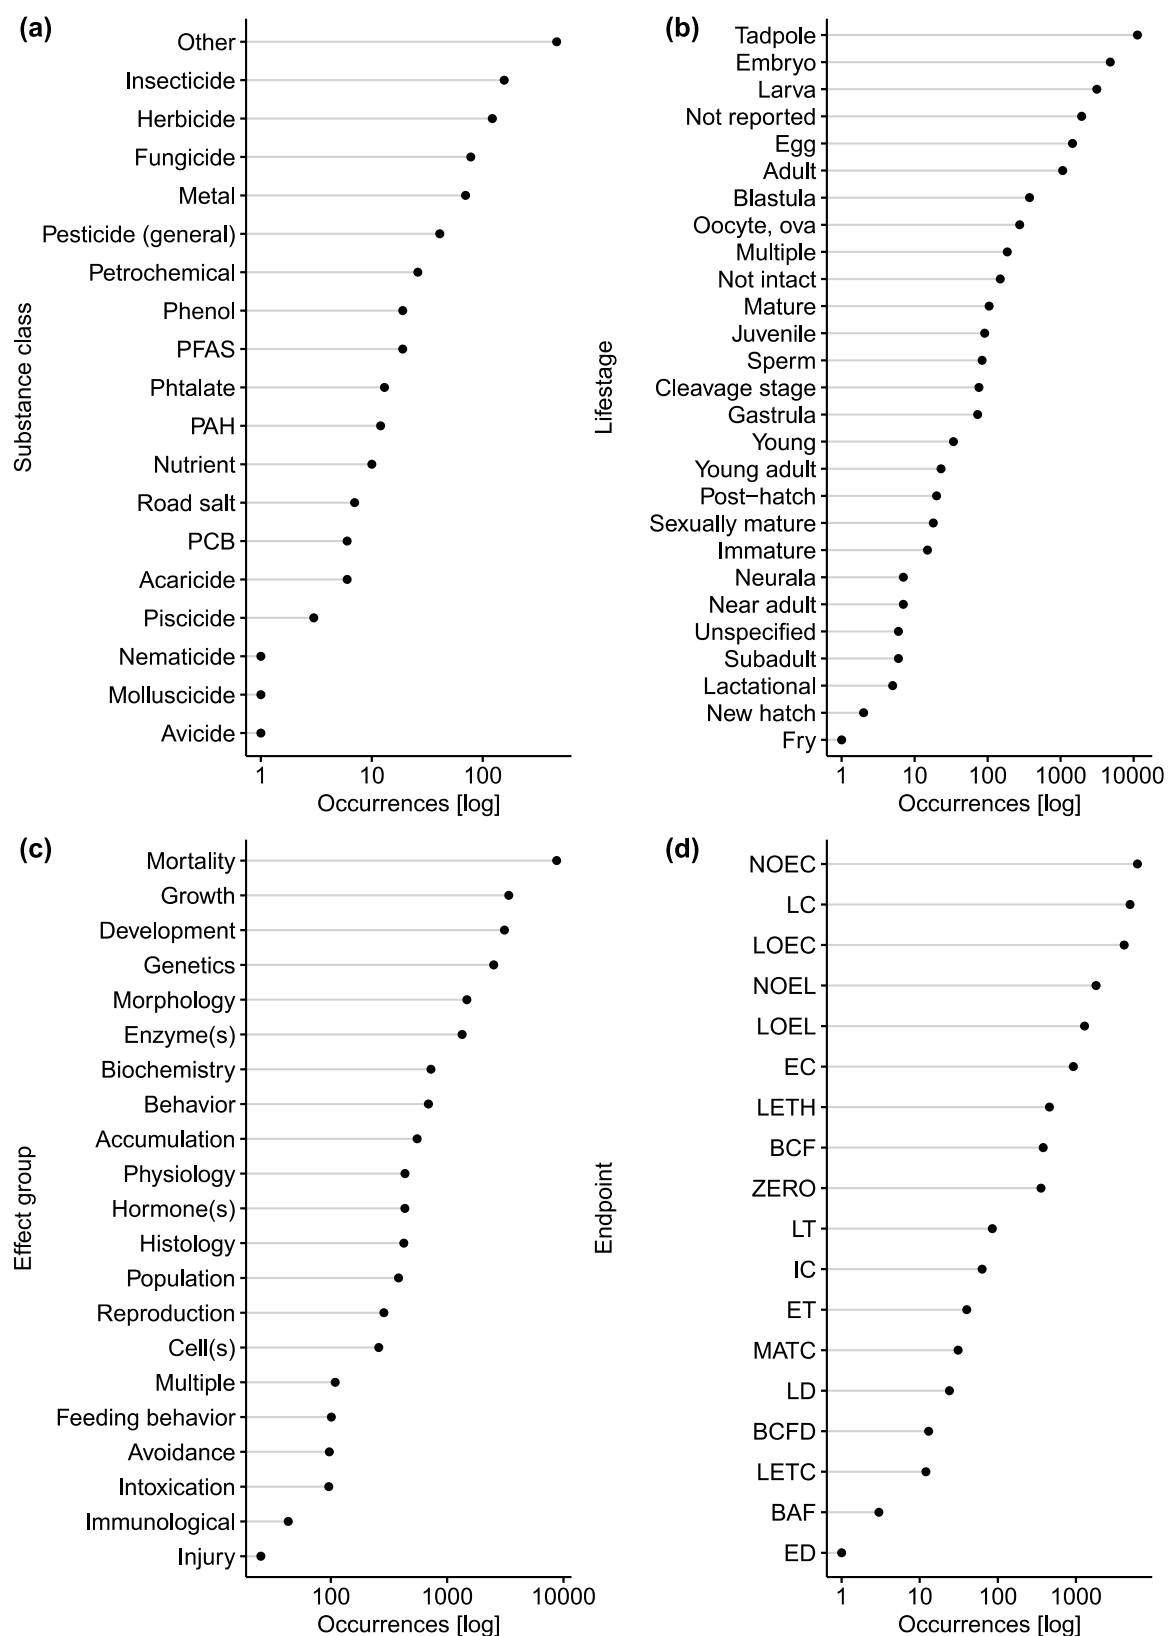 (a)
Other
Insecticide
Herbicide
Fungicide
Metal
Pesticide (general)
Petrochemical
Phenol
PFAS
Phtalate
PAH
Nutrient
Road salt
PCB
Acaricide
Piscicide
Nematicide
Molluscicide
Avicide
Substance class
1 10 100
Occurrences [log]
(b)
Tadpole
Embryo
Larva
Not reported
Egg
Adult
Blastula
Oocyte, ova
Multiple
Not intact
Mature
Juvenile
Sperm
Cleavage stage
Gastrula
Young
Young adult
Post−hatch
Sexually mature
Immature
Neurala
Near adult
Unspecified
Subadult
Lactational
New hatch
Fry
Lifestage
1 10 100 1000 10000
Occurrences [log]
(c)
Mortality
Growth
Development
Genetics
Morphology
Enzyme(s)
Biochemistry
Behavior
Accumulation
Physiology
Hormone(s)
Histology
Population
Reproduction
Cell(s)
Multiple
Feeding behavior
Avoidance
Intoxication
Immunological
Injury
Effect group
100 1000 10000
Occurrences [log]
(d)
NOEC
LC
LOEC
NOEL
LOEL
EC
LETH
BCF
ZERO
LT
IC
ET
MATC
LD
BCFD
LETC
BAF
ED
Endpoint
1 10 100 1000
Occurrences [log]